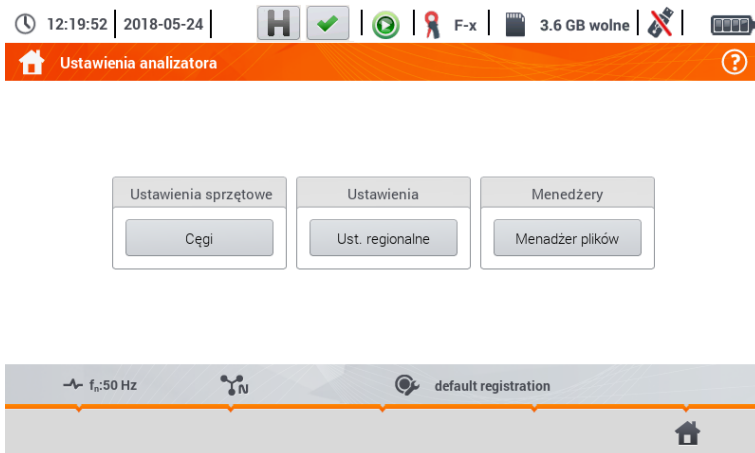 12:19:52 2018-05-24 H F-x 3.6 GB wolne
Ustawienia analizatora ?
Ustawienia sprzętowe Ustawienia Menedżery
Cęgi Ust. regionalne Menadżer plików
fn:50 Hz N default registration